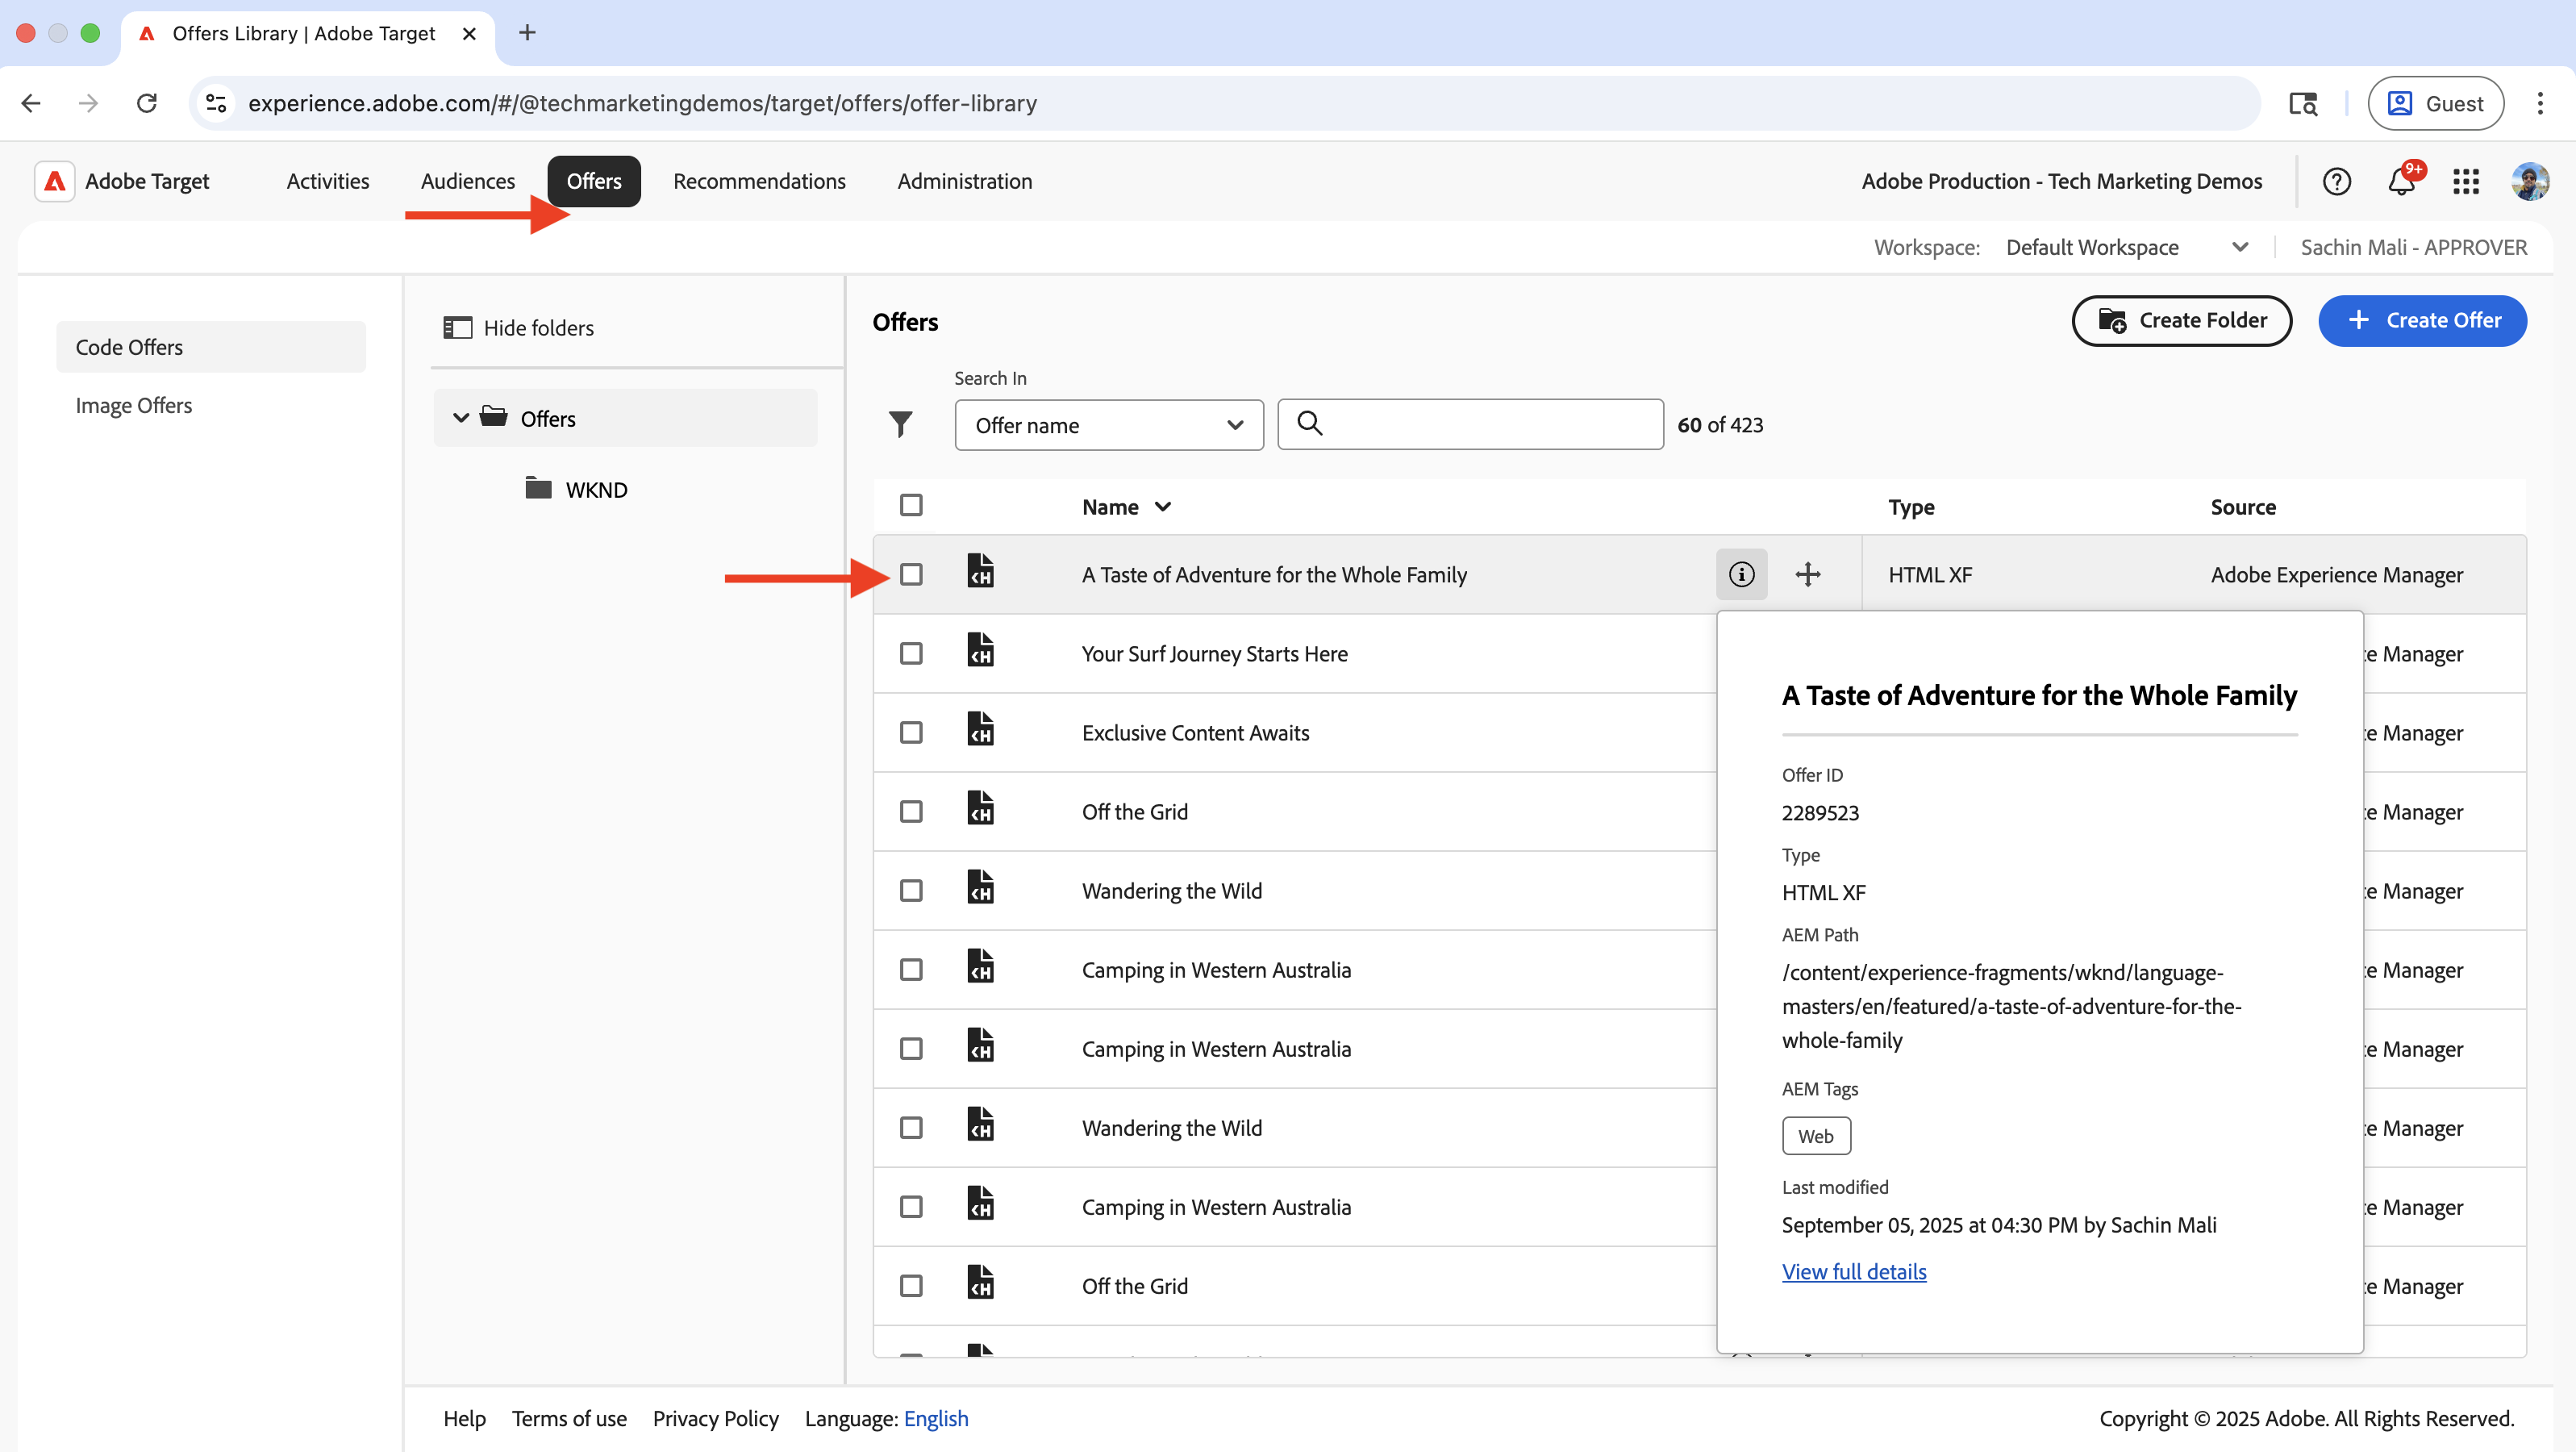 Offers Library | Adobe Target
experience.adobe.com/#/@techmarketingdemos/target/offers/offer-library
Guest
Adobe Target
Activities
Audiences
Offers
Recommendations
Administration
Adobe Production - Tech Marketing Demos
9+
Workspace:
Default Workspace
Sachin Mali - APPROVER
Code Offers
Image Offers
Hide folders
Offers
WKND
Offers
Create Folder
Create Offer
Search In
Offer name
60 of 423
Name
Type
Source
A Taste of Adventure for the Whole Family
HTML XF
Adobe Experience Manager
Your Surf Journey Starts Here
e Manager
Exclusive Content Awaits
e Manager
Off the Grid
e Manager
Wandering the Wild
e Manager
Camping in Western Australia
e Manager
Camping in Western Australia
e Manager
Wandering the Wild
e Manager
Camping in Western Australia
e Manager
Off the Grid
e Manager
A Taste of Adventure for the Whole Family
Offer ID
2289523
Type
HTML XF
AEM Path
/content/experience-fragments/wknd/language-
masters/en/featured/a-taste-of-adventure-for-the-
whole-family
AEM Tags
Web
Last modified
September 05, 2025 at 04:30 PM by Sachin Mali
View full details
Help
Terms of use
Privacy Policy
Language: English
Copyright © 2025 Adobe. All Rights Reserved.